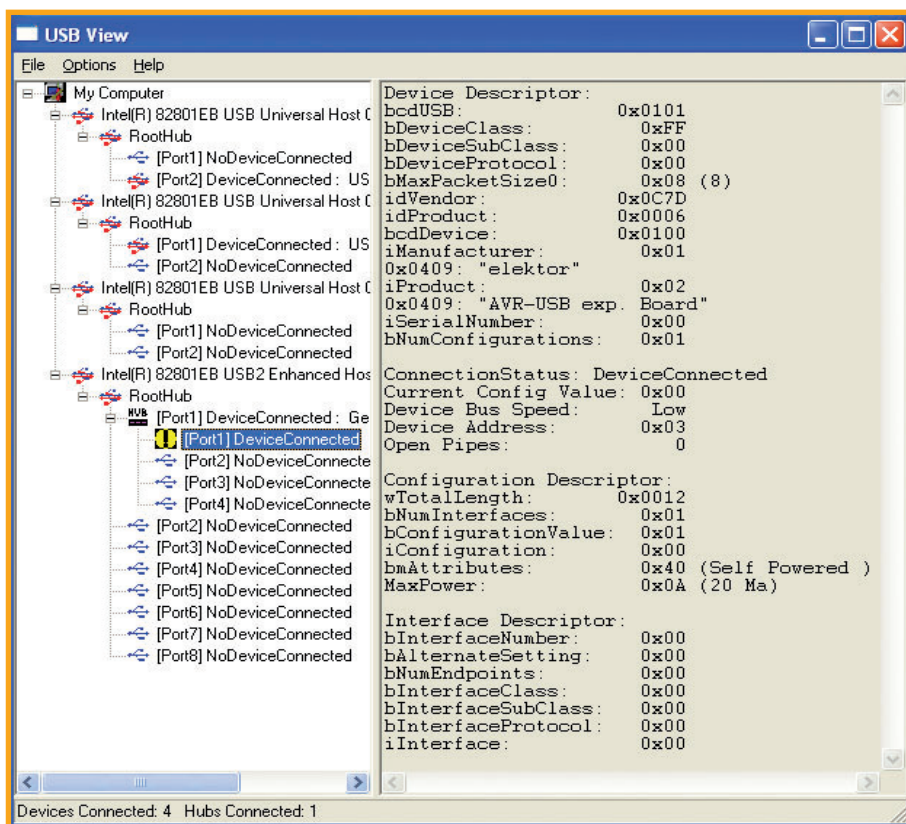 USB View
File Options Help
My Computer
Intel(R) 82801EB USB Universal Host C
RootHub
[Port1] NoDeviceConnected
[Port2] DeviceConnected : US
Intel(R) 82801EB USB Universal Host C
RootHub
[Port1] DeviceConnected : US
[Port2] NoDeviceConnected
Intel(R) 82801EB USB Universal Host C
RootHub
[Port1] NoDeviceConnected
[Port2] NoDeviceConnected
Intel(R) 82801EB USB2 Enhanced Hos
RootHub
HUB [Port1] DeviceConnected : Ge
[Port1] DeviceConnected
[Port2] NoDeviceConnecte
[Port3] NoDeviceConnecte
[Port4] NoDeviceConnecte
[Port2] NoDeviceConnected
[Port3] NoDeviceConnected
[Port4] NoDeviceConnected
[Port5] NoDeviceConnected
[Port6] NoDeviceConnected
[Port7] NoDeviceConnected
[Port8] NoDeviceConnected
Device Descriptor:
bcdUSB: 0x0101
bDeviceClass: 0xFF
bDeviceSubClass: 0x00
bDeviceProtocol: 0x00
bMaxPacketSize0: 0x08 (8)
idVendor: 0x0C7D
idProduct: 0x0006
bcdDevice: 0x0100
iManufacturer: 0x01
0x0409: "elektor"
iProduct: 0x02
0x0409: "AVR-USB exp. Board"
iSerialNumber: 0x00
bNumConfigurations: 0x01
ConnectionStatus: DeviceConnected
Current Config Value: 0x00
Device Bus Speed: Low
Device Address: 0x03
Open Pipes: 0
Configuration Descriptor:
wTotalLength: 0x0012
bNumInterfaces: 0x01
bConfigurationValue: 0x01
iConfiguration: 0x00
bmAttributes: 0x40 (Self Powered )
MaxPower: 0x0A (20 Ma)
Interface Descriptor:
bInterfaceNumber: 0x00
bAlternateSetting: 0x00
bNumEndpoints: 0x00
bInterfaceClass: 0x00
bInterfaceSubClass: 0x00
bInterfaceProtocol: 0x00
iInterface: 0x00
Devices Connected: 4 Hubs Connected: 1